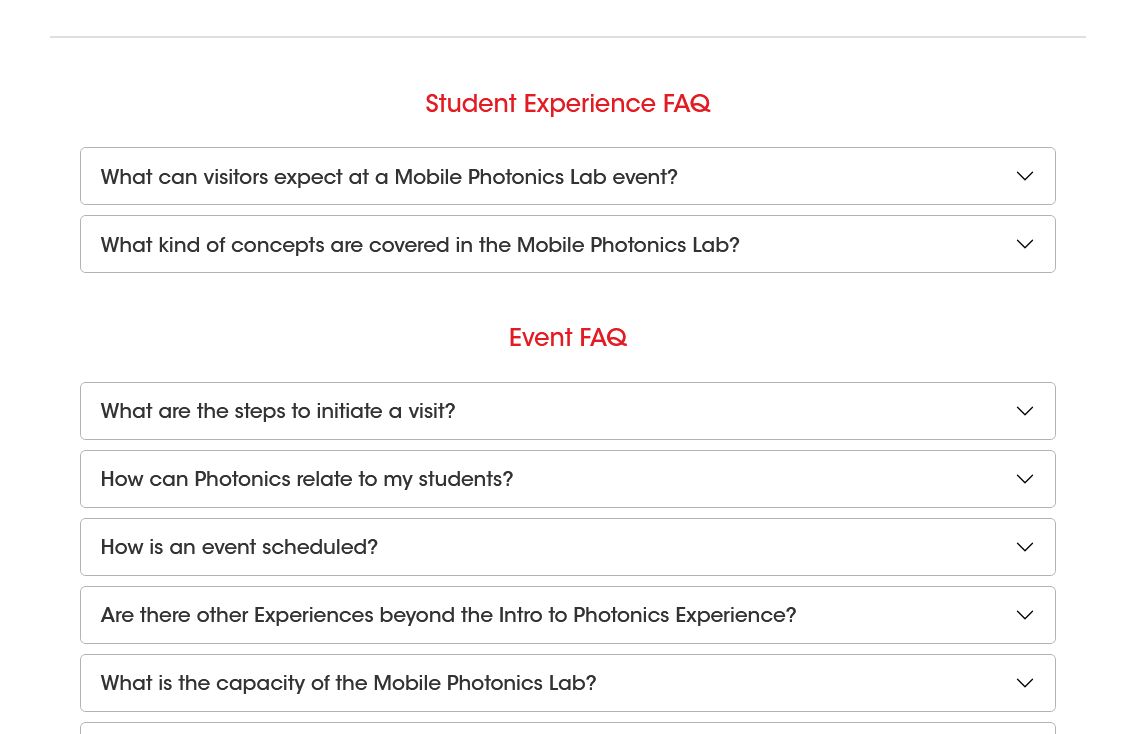 Student Experience FAQ
What can visitors expect at a Mobile Photonics Lab event?
What kind of concepts are covered in the Mobile Photonics Lab?
Event FAQ
What are the steps to initiate a visit?
How can Photonics relate to my students?
How is an event scheduled?
Are there other Experiences beyond the Intro to Photonics Experience?
What is the capacity of the Mobile Photonics Lab?